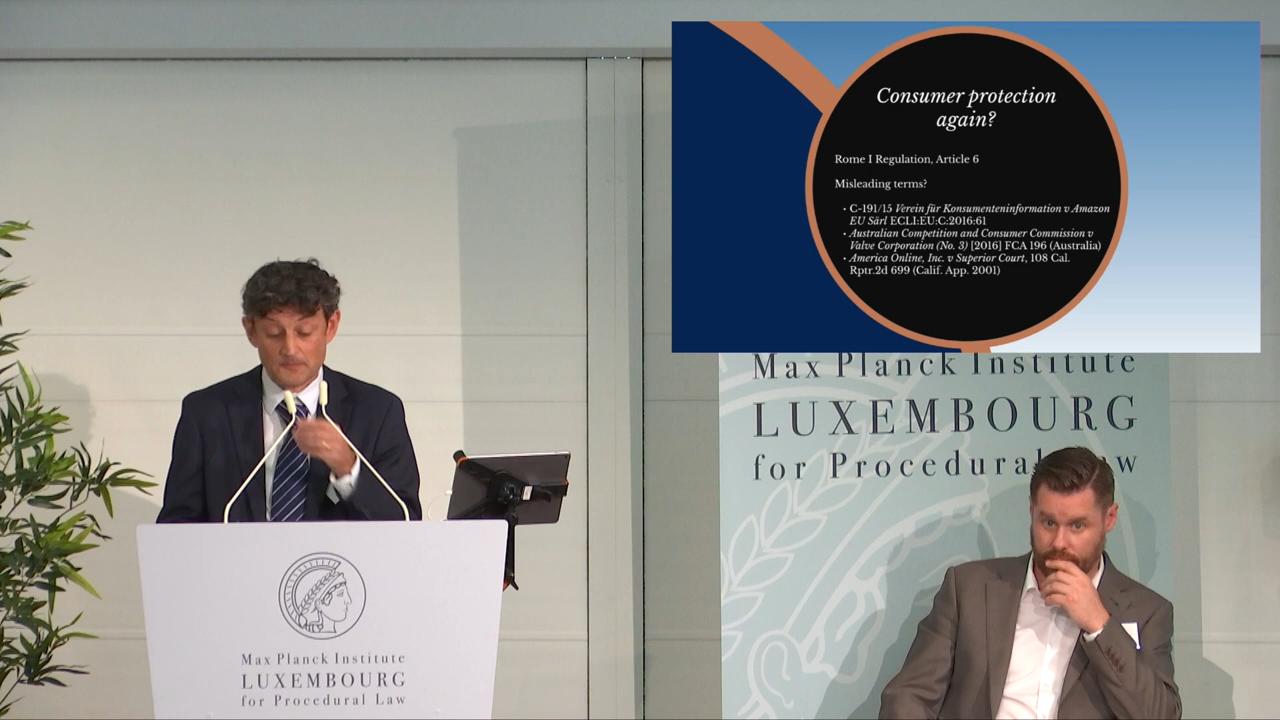 Consumer protection
again?
Rome I Regulation, Article 6
Misleading terms?
• C-191/15 Verein für Konsumenteninformation v Amazon
EU Sàrl ECLI:EU:C:2016:61
• Australian Competition and Consumer Commission v
Valve Corporation (No. 3) [2016] FCA 196 (Australia)
• America Online, Inc. v Superior Court, 108 Cal.
Rptr.2d 699 (Calif. App. 2001)
Max Planck Institute
LUXEMBOURG
for Procedural Law
Max Planck Institute
LUXEMBOURG
for Procedural Law